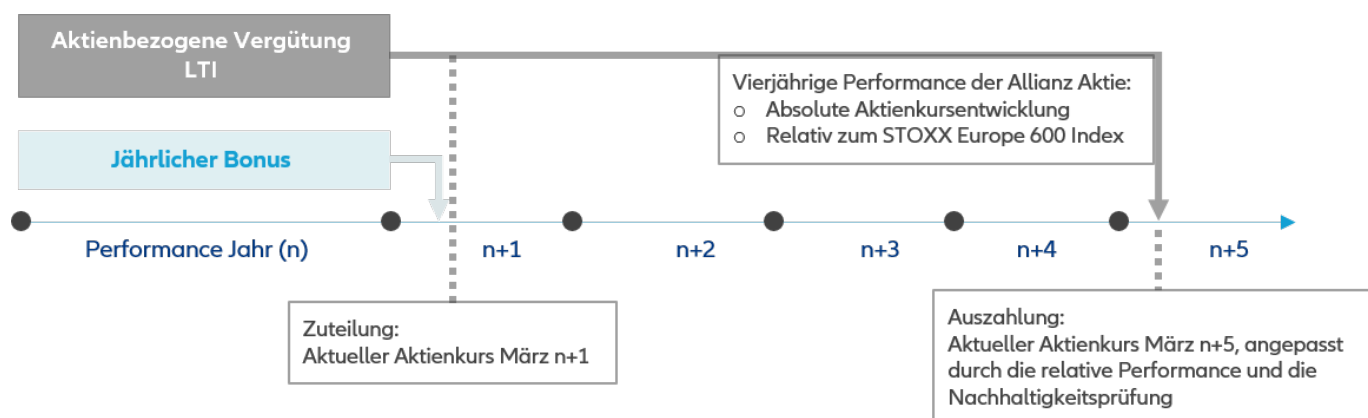 Aktienbezogene Vergütung
LTI
Vierjährige Performance der Allianz Aktie:
o Absolute Aktienkursentwicklung
o Relativ zum STOXX Europe 600 Index
Jährlicher Bonus
Performance Jahr (n)
n+1
n+2
n+3
n+4
n+5
Zuteilung:
Aktueller Aktienkurs März n+1
Auszahlung:
Aktueller Aktienkurs März n+5, angepasst
durch die relative Performance und die
Nachhaltigkeitsprüfung